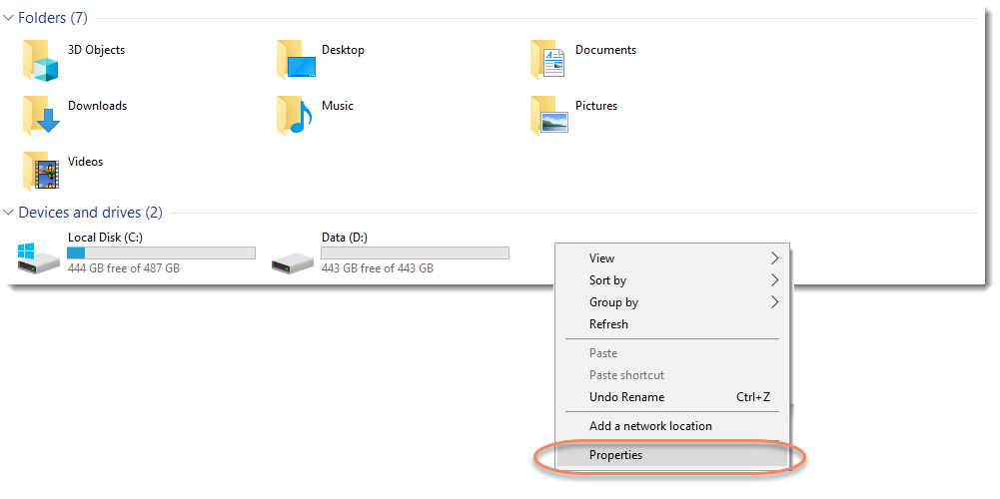 Folders (7)
3D Objects
Desktop
Documents
Downloads
Music
Pictures
Videos
Devices and drives (2)
Local Disk (C:)
444 GB free of 487 GB
Data (D:)
443 GB free of 443 GB
View
Sort by
Group by
Refresh
Paste
Paste shortcut
Undo Rename Ctrl+Z
Add a network location
Properties